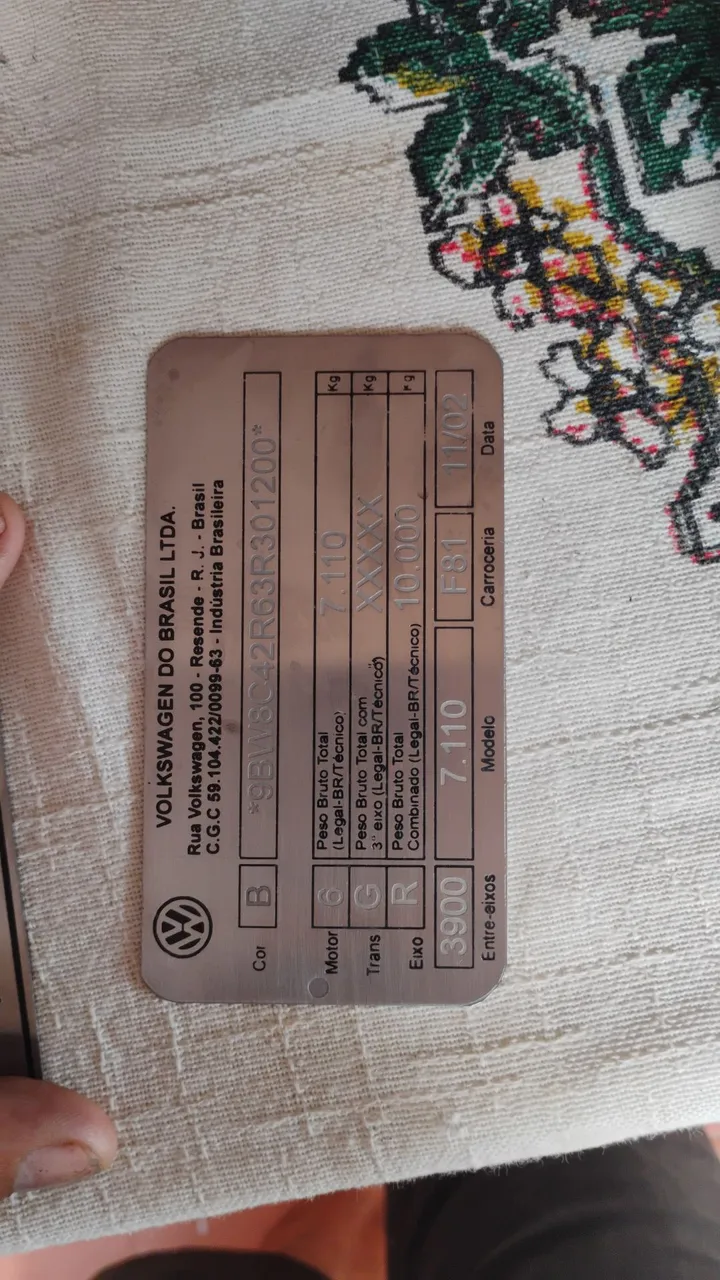 VOLKSWAGEN DO BRASIL LTDA.
Rua Volkswagen, 100 - Resende - R. J. - Brasil
C.G.C 59.104.422/0099-63 - Indústria Brasileira
Cor B *9BW8C42R63R301200*
Motor 6 Peso Bruto Total (Legal-BR/Técnico) 7.110 Kg
Trans G Peso Bruto Total com 3° eixo (Legal-BR/Técnico) XXXXX Kg
Eixo R Peso Bruto Total Combinado (Legal-BR/Técnico) 10.000 Kg
3900 7.110 F81 11/02
Entre-eixos Modelo Carroceria Data